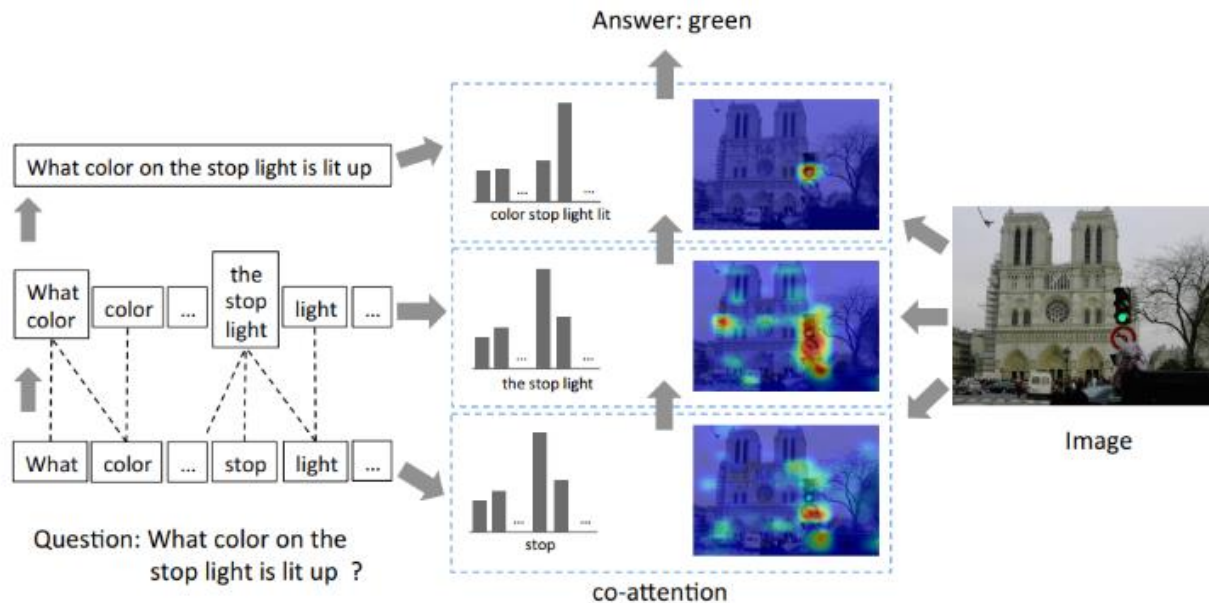 Answer: green
What color on the stop light is lit up
...
...
color stop light lit
What
color
color
...
the
stop
light
light
...
...
...
the stop light
What
color
...
stop
light
...
...
...
stop
Image
Question: What color on the
stop light is lit up ?
co-attention